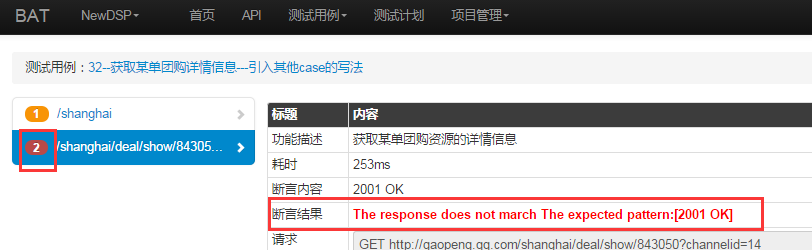 BAT NewDSP 首页 API 测试用例 测试计划 项目管理
测试用例：32--获取某单团购详情信息---引入其他case的写法
1 /shanghai
2 /shanghai/deal/show/843050...
标题 内容
功能描述 获取某单团购资源的详情信息
耗时 253ms
断言内容 2001 OK
断言结果 The response does not march The expected pattern:[2001 OK]
请求 GET http://gaopeng.qq.com/shanghai/deal/show/843050?channelid=14